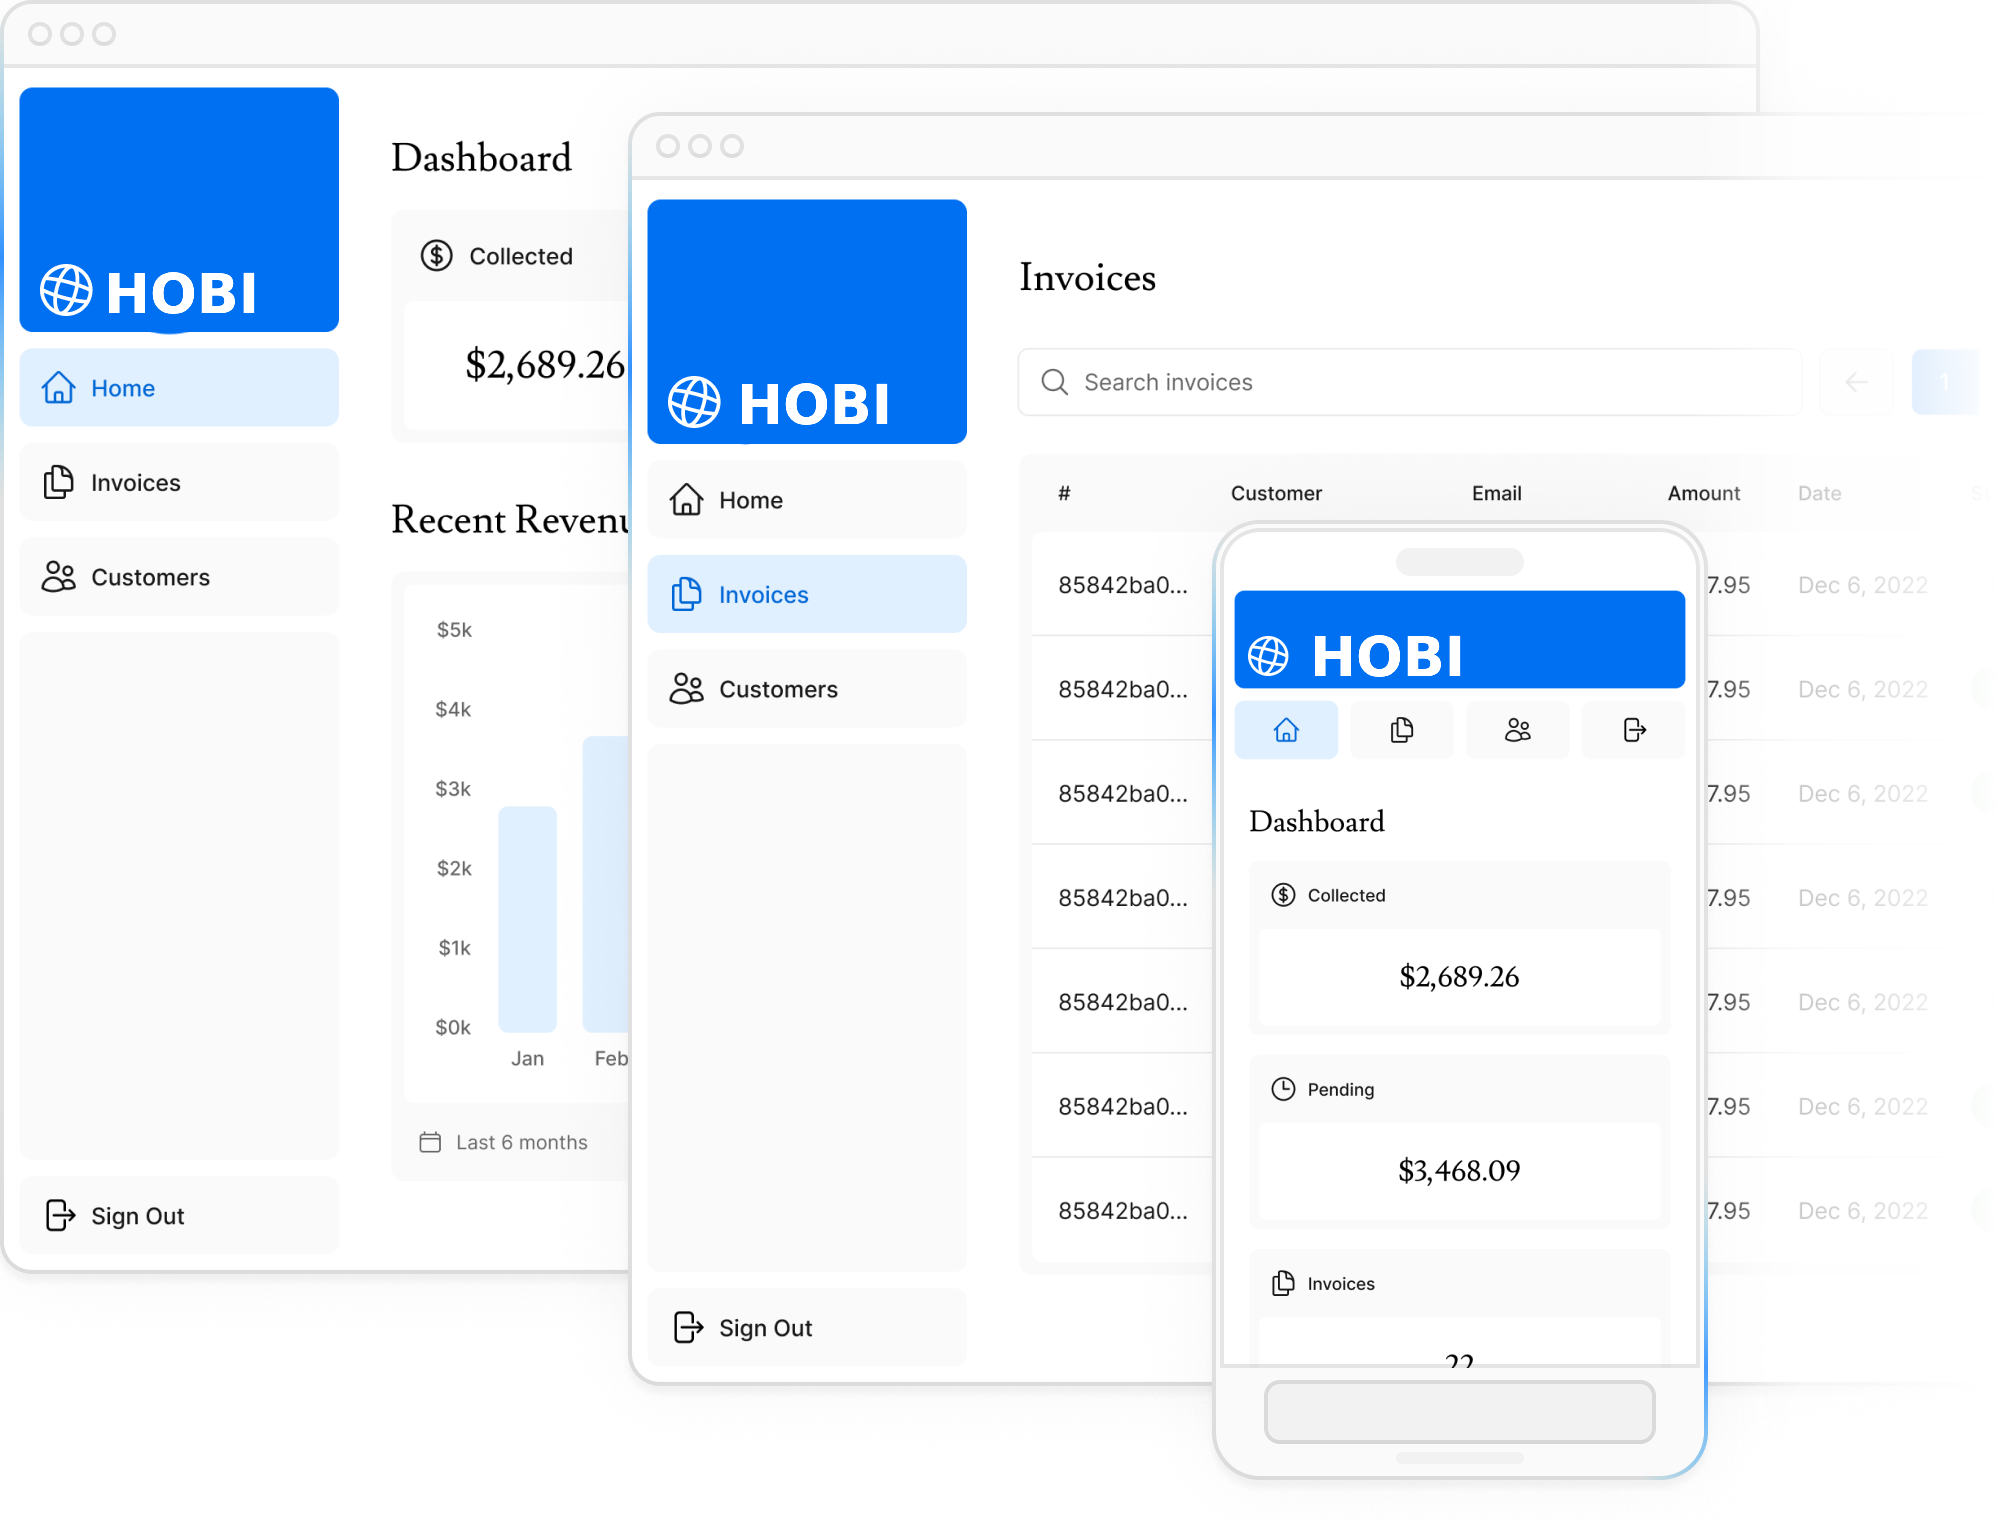 HOBI
Home
Invoices
Customers
Sign Out
Dashboard
Collected
$2,689.26
Recent
$5k
$4k
$3k
$2k
$1k
$0k
Jan
Feb
Last 6 months
HOBI
Home
Invoices
Customers
Sign Out
Invoices
Search invoices
1
# Customer Email Amount Date
85842ba0... 7.95 Dec 6, 2022
85842ba0... 7.95 Dec 6, 2022
85842ba0... 7.95 Dec 6, 2022
85842ba0... 7.95 Dec 6, 2022
85842ba0... 7.95 Dec 6, 2022
85842ba0... 7.95 Dec 6, 2022
85842ba0... 7.95 Dec 6, 2022
HOBI
Dashboard
Collected
$2,689.26
Pending
$3,468.09
Invoices
22